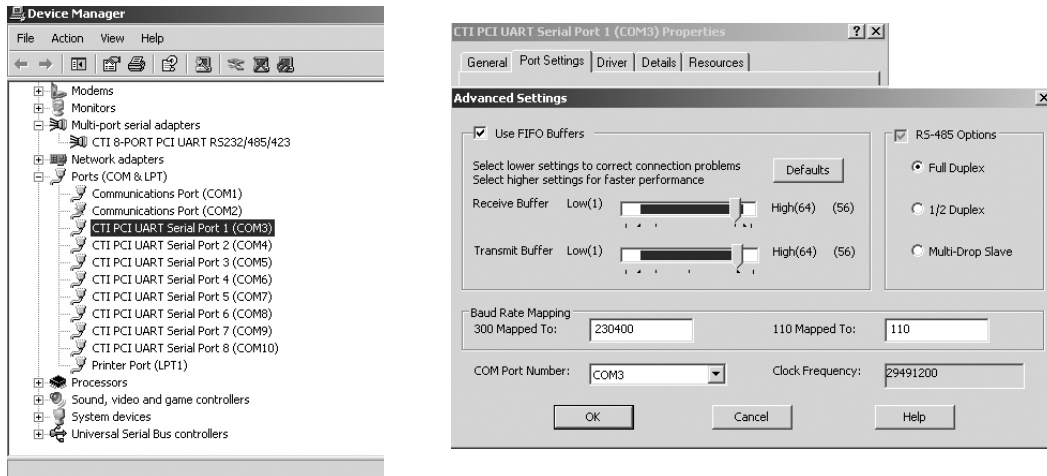 Device Manager
File Action View Help
Modems
Monitors
Multi-port serial adapters
CTI 8-PORT PCI UART RS232/485/423
Network adapters
Ports (COM & LPT)
Communications Port (COM1)
Communications Port (COM2)
CTI PCI UART Serial Port 1 (COM3)
CTI PCI UART Serial Port 2 (COM4)
CTI PCI UART Serial Port 3 (COM5)
CTI PCI UART Serial Port 4 (COM6)
CTI PCI UART Serial Port 5 (COM7)
CTI PCI UART Serial Port 6 (COM8)
CTI PCI UART Serial Port 7 (COM9)
CTI PCI UART Serial Port 8 (COM10)
Printer Port (LPT1)
Processors
Sound, video and game controllers
System devices
Universal Serial Bus controllers
CTI PCI UART Serial Port 1 (COM3) Properties
General Port Settings Driver Details Resources
Advanced Settings
Use FIFO Buffers
Select lower settings to correct connection problems
Select higher settings for faster performance
Defaults
Receive Buffer Low(1) High(64) (56)
Transmit Buffer Low(1) High(64) (56)
RS-485 Options
Full Duplex
1/2 Duplex
Multi-Drop Slave
Baud Rate Mapping
300 Mapped To: 230400 110 Mapped To: 110
COM Port Number: COM3 Clock Frequency: 29491200
OK Cancel Help